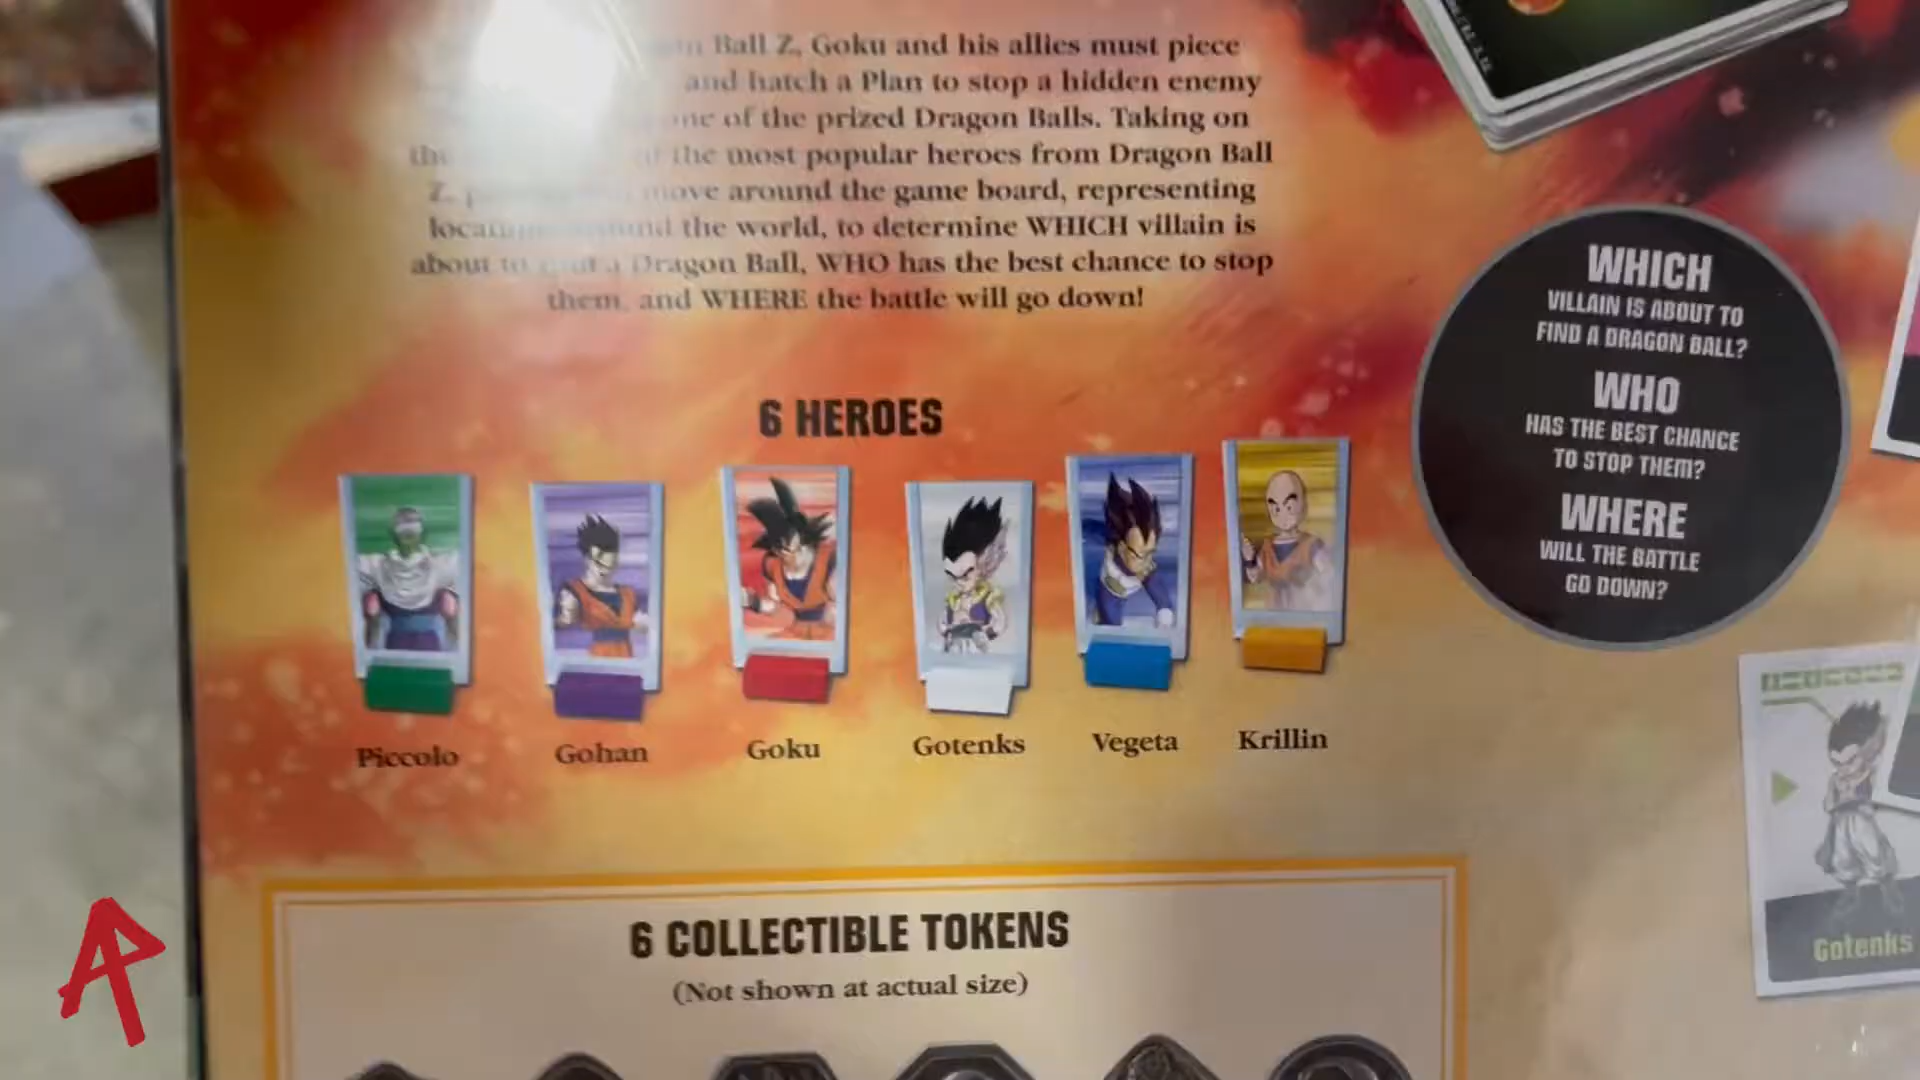 Ball Z, Goku and his allies must piece
and hatch a Plan to stop a hidden enemy
of the prized Dragon Balls. Taking on
the most popular heroes from Dragon Ball
Z, move around the game board, representing
the world, to determine WHICH villain is
about to a Dragon Ball, WHO has the best chance to stop
them, and WHERE the battle will go down!
WHICH
VILLAIN IS ABOUT TO
FIND A DRAGON BALL?
WHO
HAS THE BEST CHANCE
TO STOP THEM?
WHERE
WILL THE BATTLE
GO DOWN?
6 HEROES
Piccolo
Gohan
Goku
Gotenks
Vegeta
Krillin
Gotenks
6 COLLECTIBLE TOKENS
(Not shown at actual size)